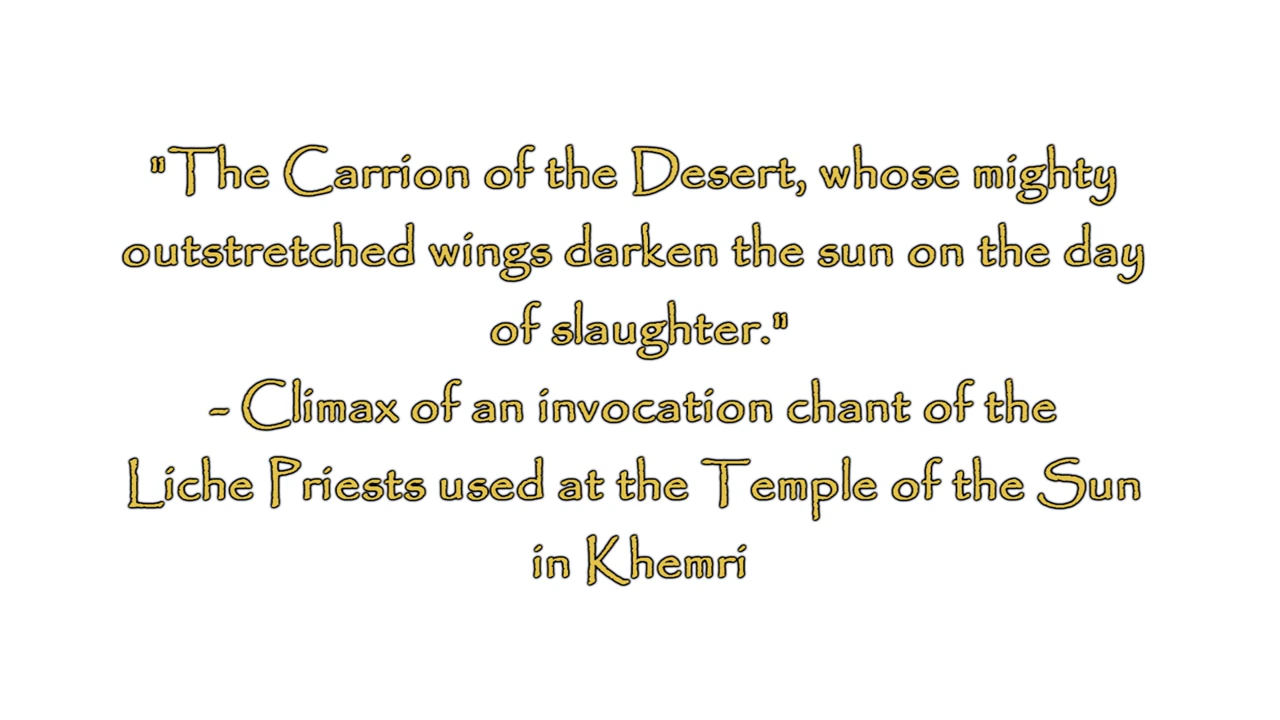 "The Carrion of the Desert, whose mighty
outstretched wings darken the sun on the day
of slaughter."
- Climax of an invocation chant of the
Liche Priests used at the Temple of the Sun
in Khemri